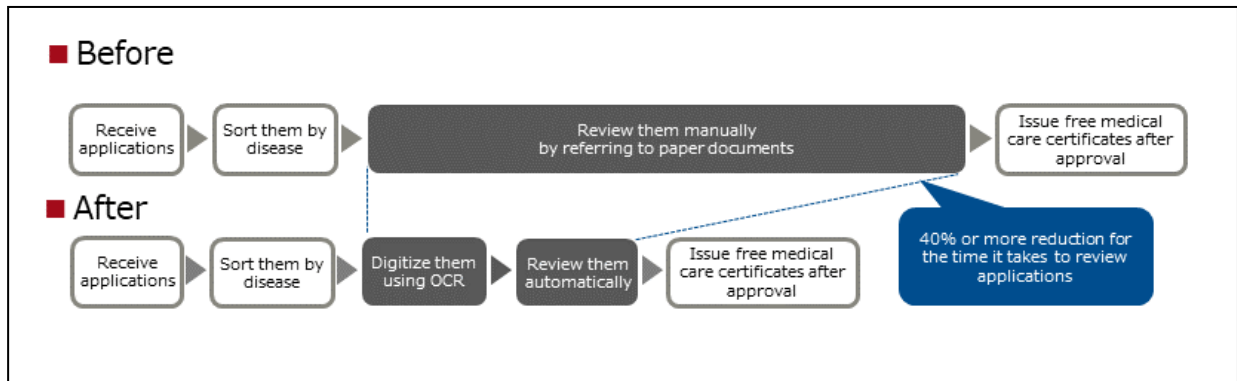 Before
Receive
applications
Sort them by
disease
Review them manually
by referring to paper documents
Issue free medical
care certificates after
approval
After
Receive
applications
Sort them by
disease
Digitize them
using OCR
Review them
automatically
Issue free medical
care certificates after
approval
40% or more reduction for
the time it takes to review
applications